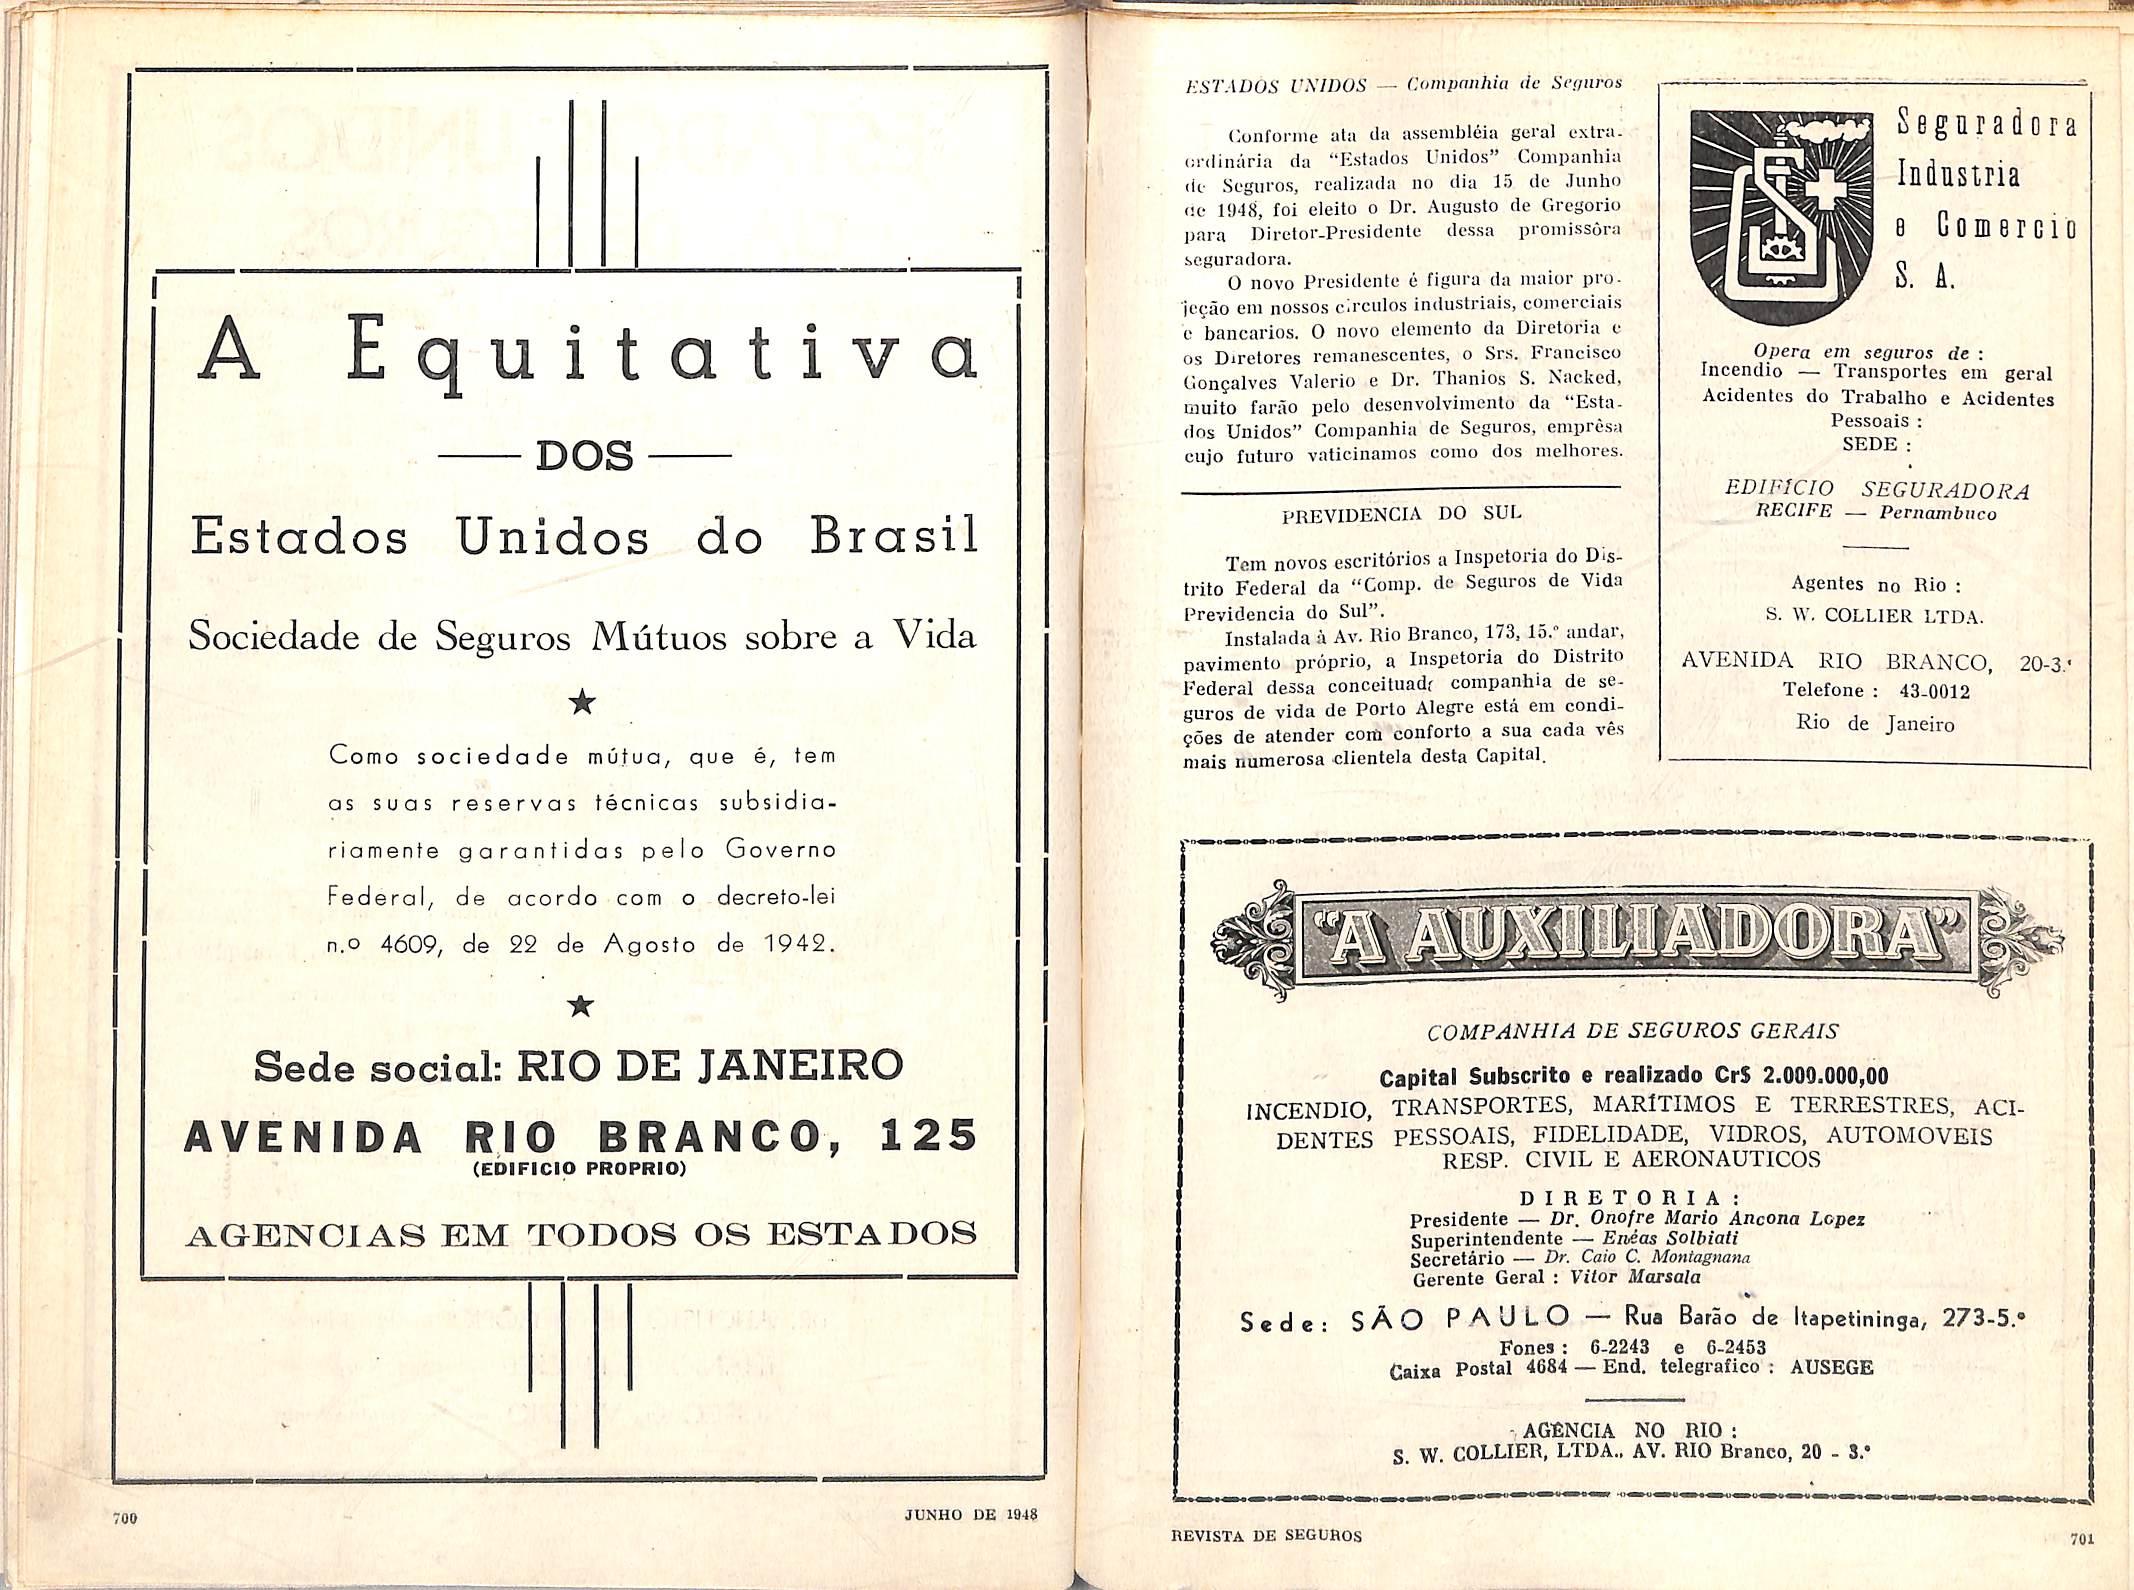 A Equitativa
DOS
Estados Unidos do Brasil
Sociedade de Seguros Mútuos sobre a Vida
Como sociedade mútua, que é, tem
as suas reservas técnicas subsidia-
riamente garantidas pelo Governo
Federal, de acordo com o decreto-lei
n.º 4609, de 22 de Agosto de 1942.
Sede social: RIO DE JANEIRO
AVENIDA RIO BRANCO, 125
(EDIFICIO PROPRIO)
AGENCIAS EM TODOS OS ESTADOS
700
JUNHO DE 1948
ESTADOS UNIDOS — Companhia de Seguros
Conforme ata da assembléia geral extra-
ordinária da “Estados Unidos” Companhia
de Seguros, realizada no dia 15 de Junho
de 1948, foi eleito o Dr. Augusto de Gregorio
para Diretor-Presidente dessa promissôra
seguradora.
O novo Presidente é figura da maior pro-
jeção em nossos círculos industriais, comerciais
e bancarios. O novo elemento da Diretoria e
os Diretores remanescentes, o Srs. Francisco
Gonçalves Valerio e Dr. Thanios S. Nacked,
muito farão pelo desenvolvimento da “Esta-
dos Unidos” Companhia de Seguros, emprêsa
cujo futuro vaticinamos como dos melhores.
PREVIDENCIA DO SUL
Tem novos escritórios a Inspetoria do Dis-
trito Federal da “Comp. de Seguros de Vida
Previdencia do Sul”.
Instalada à Av. Rio Branco, 173, 15.º andar,
pavimento próprio, a Inspetoria do Distrito
Federal dessa conceituada companhia de se-
guros de vida de Porto Alegre está em condi-
ções de atender com conforto a sua cada vês
mais numerosa clientela desta Capital.
Seguradora
Industria
e Comercio
S. A.
Opera em seguros de :
Incendio — Transportes em geral
Acidentes do Trabalho e Acidentes
Pessoais :
SEDE :
EDIFÍCIO SEGURADORA
RECIFE — Pernambuco
Agentes no Rio :
S. W. COLLIER LTDA.
AVENIDA RIO BRANCO, 20-3.º
Telefone : 43-0012
Rio de Janeiro
“A AUXILIADORA”
COMPANHIA DE SEGUROS GERAIS
Capital Subscrito e realizado Cr$ 2.000.000,00
INCENDIO, TRANSPORTES, MARÍTIMOS E TERRESTRES, ACI-
DENTES PESSOAIS, FIDELIDADE, VIDROS, AUTOMOVEIS
RESP. CIVIL E AERONAUTICOS
DIRETORIA :
Presidente — Dr. Onofre Mario Ancona Lopez
Superintendente — Enéas Solbiati
Secretário — Dr. Caio C. Montagnana
Gerente Geral : Vitor Marsala
Sede: SÃO PAULO — Rua Barão de Itapetininga, 273-5.º
Fones : 6-2243 e 6-2453
Caixa Postal 4684 — End. telegrafico : AUSEGE
AGÊNCIA NO RIO :
S. W. COLLIER, LTDA., AV. RIO Branco, 20 - 3.º
REVISTA DE SEGUROS
701